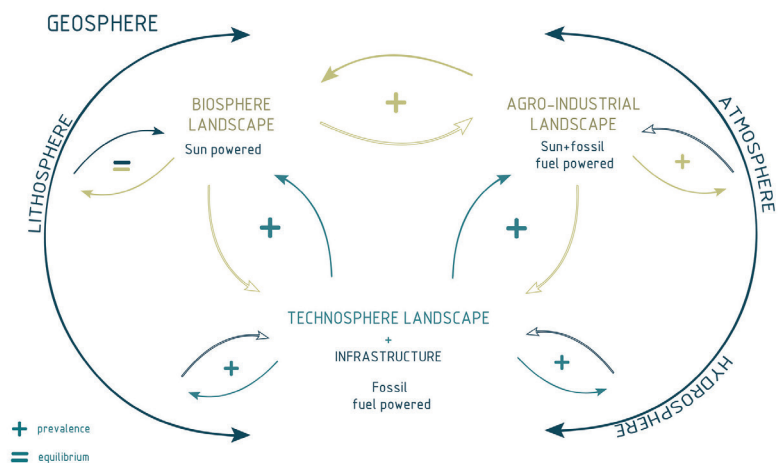 GEOSPHERE
LITHOSPHERE
BIOSPHERE
LANDSCAPE
Sun powered
+
AGRO-INDUSTRIAL
LANDSCAPE
Sun+fossil
fuel powered
ATMOSPHERE
=
+
+
+
TECHNOSPHERE LANDSCAPE
+
INFRASTRUCTURE
Fossil
fuel powered
+
+
HYDROSPHERE
+ prevalence
= equilibrium